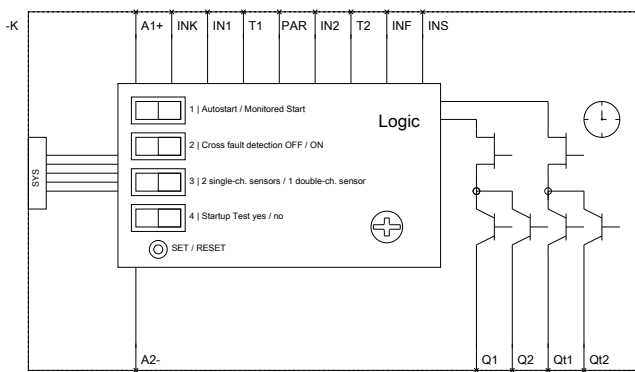 -K
A1+ INK IN1 T1 PAR IN2 T2 INF INS
1 | Autostart / Monitored Start
Logic
2 | Cross fault detection OFF / ON
SYS
3 | 2 single-ch. sensors / 1 double-ch. sensor
4 | Startup Test yes / no
SET / RESET
A2- Q1 Q2 Qt1 Qt2